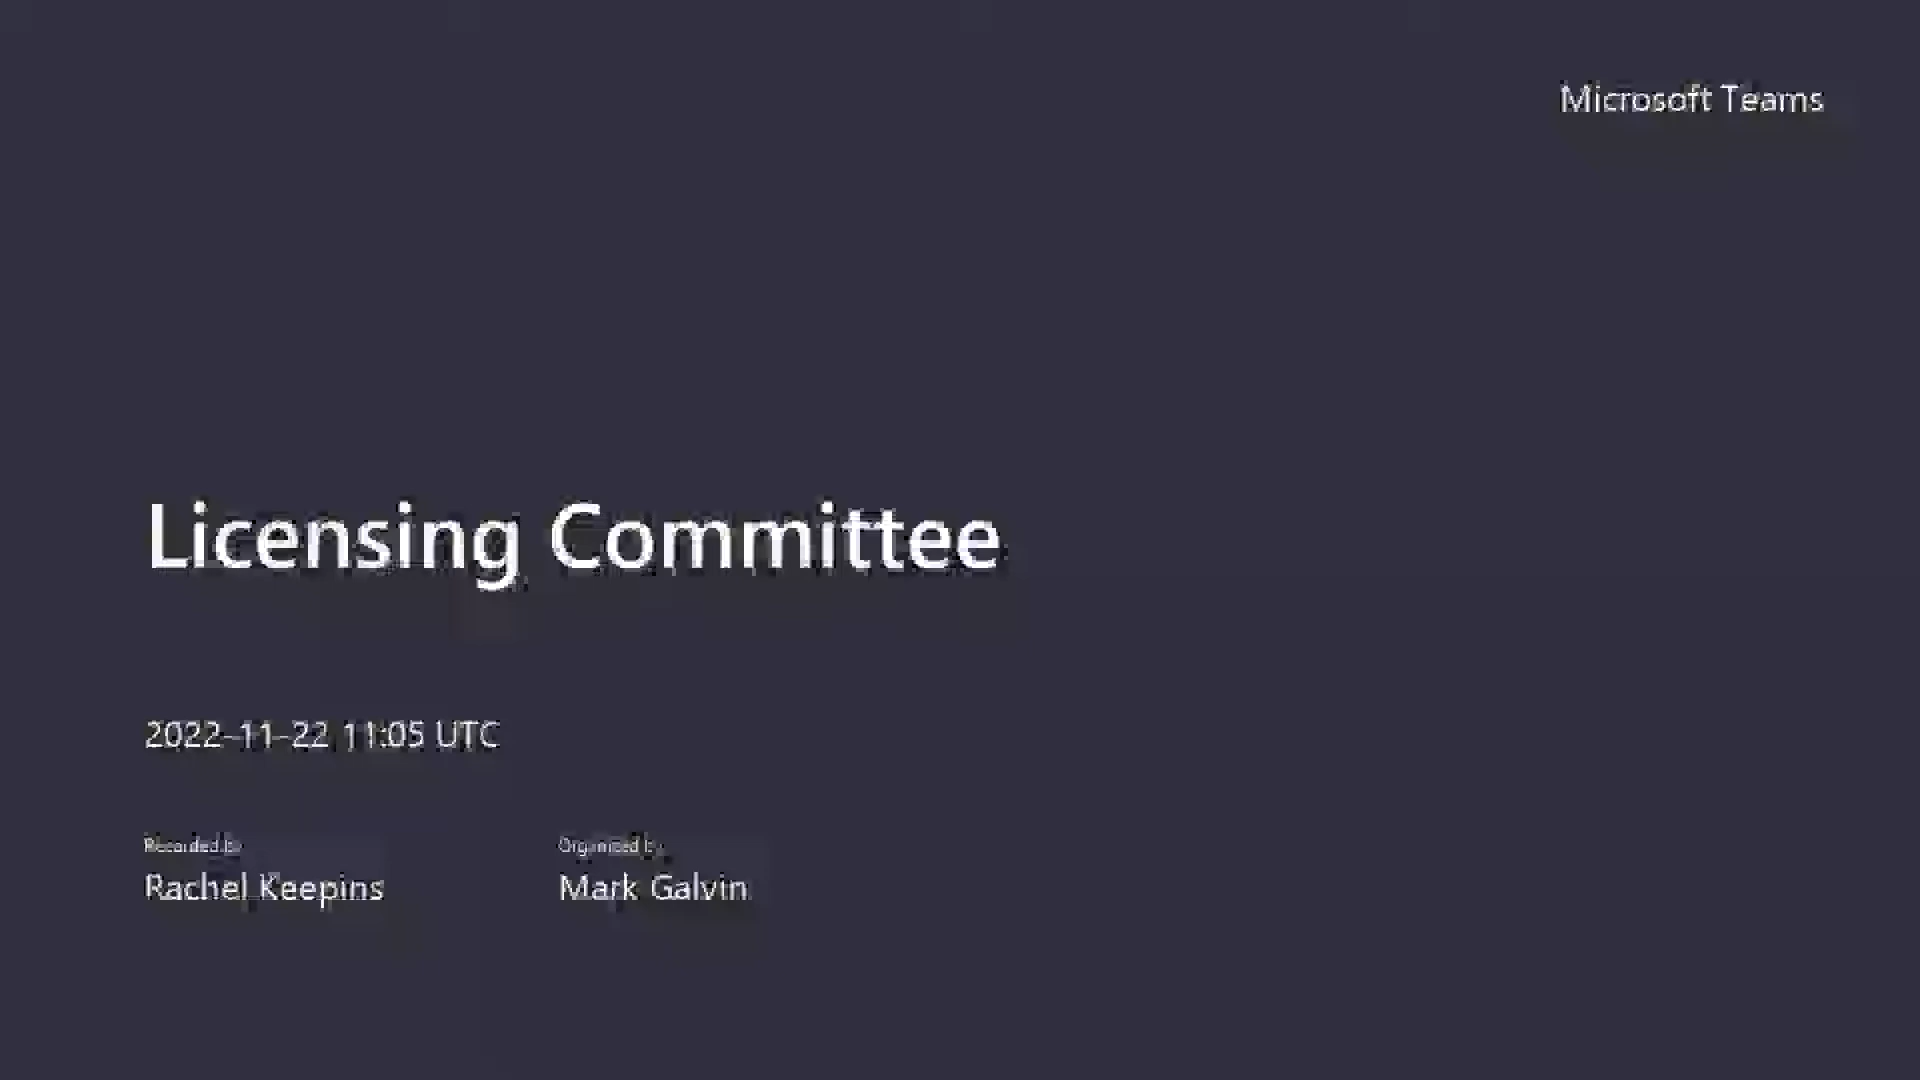 Microsoft Teams
Licensing Committee
2022-11-22 11:05 UTC
Recorded by
Organized by
Rachel Keepins
Mark Galvin